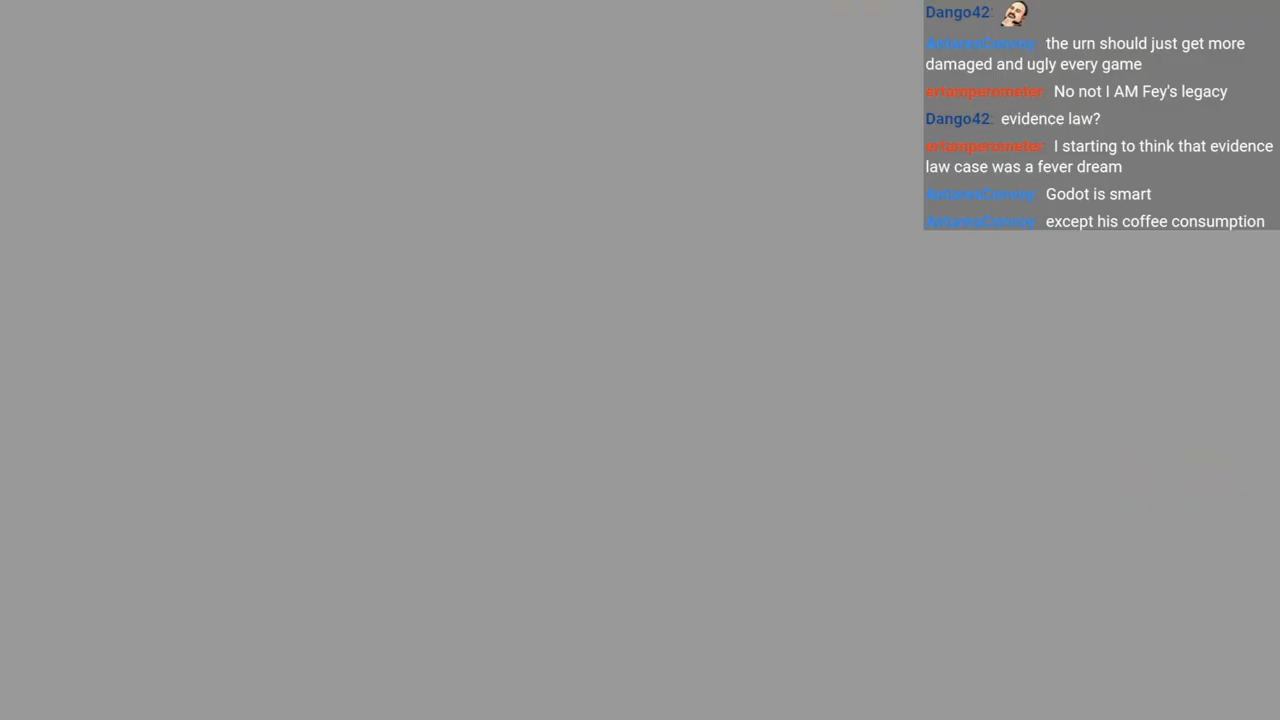 Dango42:
AntaresConvoy: the urn should just get more
damaged and ugly every game
ertamperometer: No not I AM Fey's legacy
Dango42: evidence law?
ertamperometer: I starting to think that evidence
law case was a fever dream
AntaresConvoy: Godot is smart
AntaresConvoy: except his coffee consumption